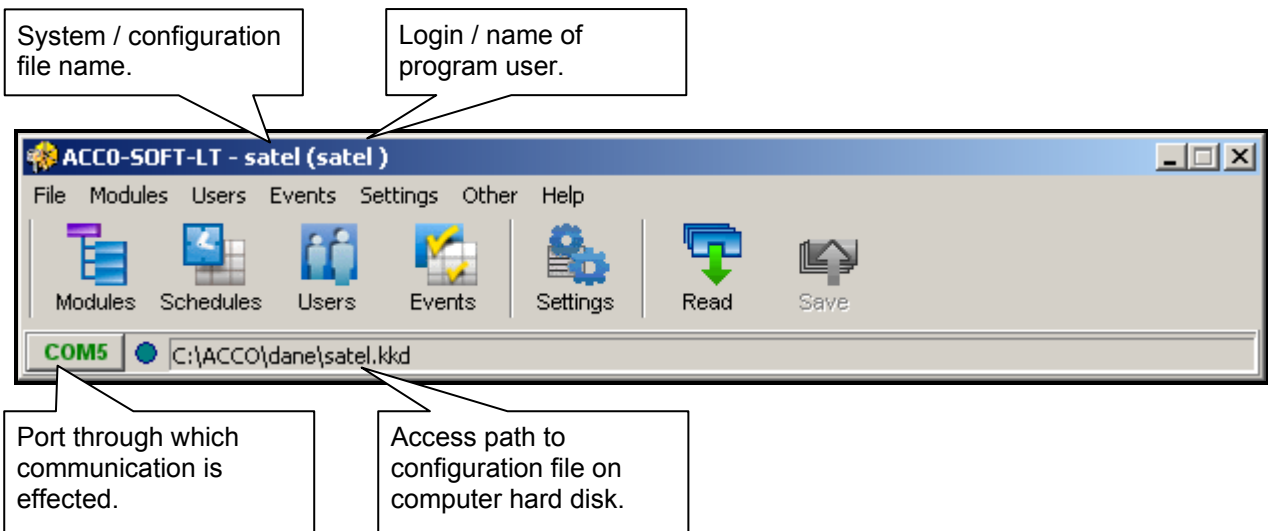 System / configuration
file name.
Login / name of
program user.
ACCO-SOFT-LT - satel (satel )
File Modules Users Events Settings Other Help
Modules Schedules Users Events Settings Read Save
COM5 C:\ACCO\dane\satel.kkd
Port through which
communication is
effected.
Access path to
configuration file on
computer hard disk.